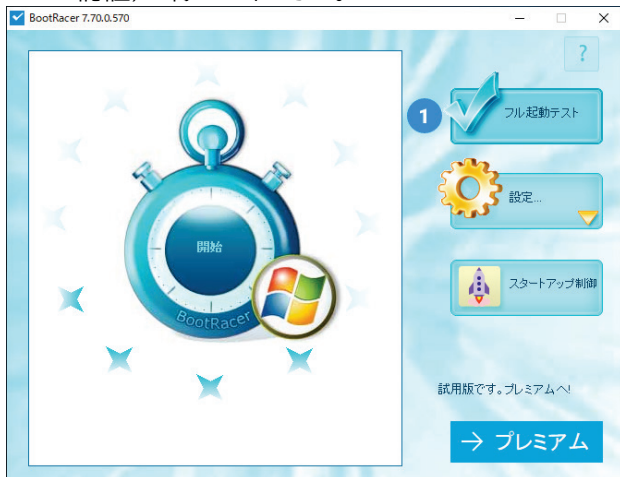 BootRacer 7.70.0.570
?
1
フル起動テスト
設定...
開始
BootRacer
スタートアップ制御
試用版です。プレミアムへ!
→ プレミアム